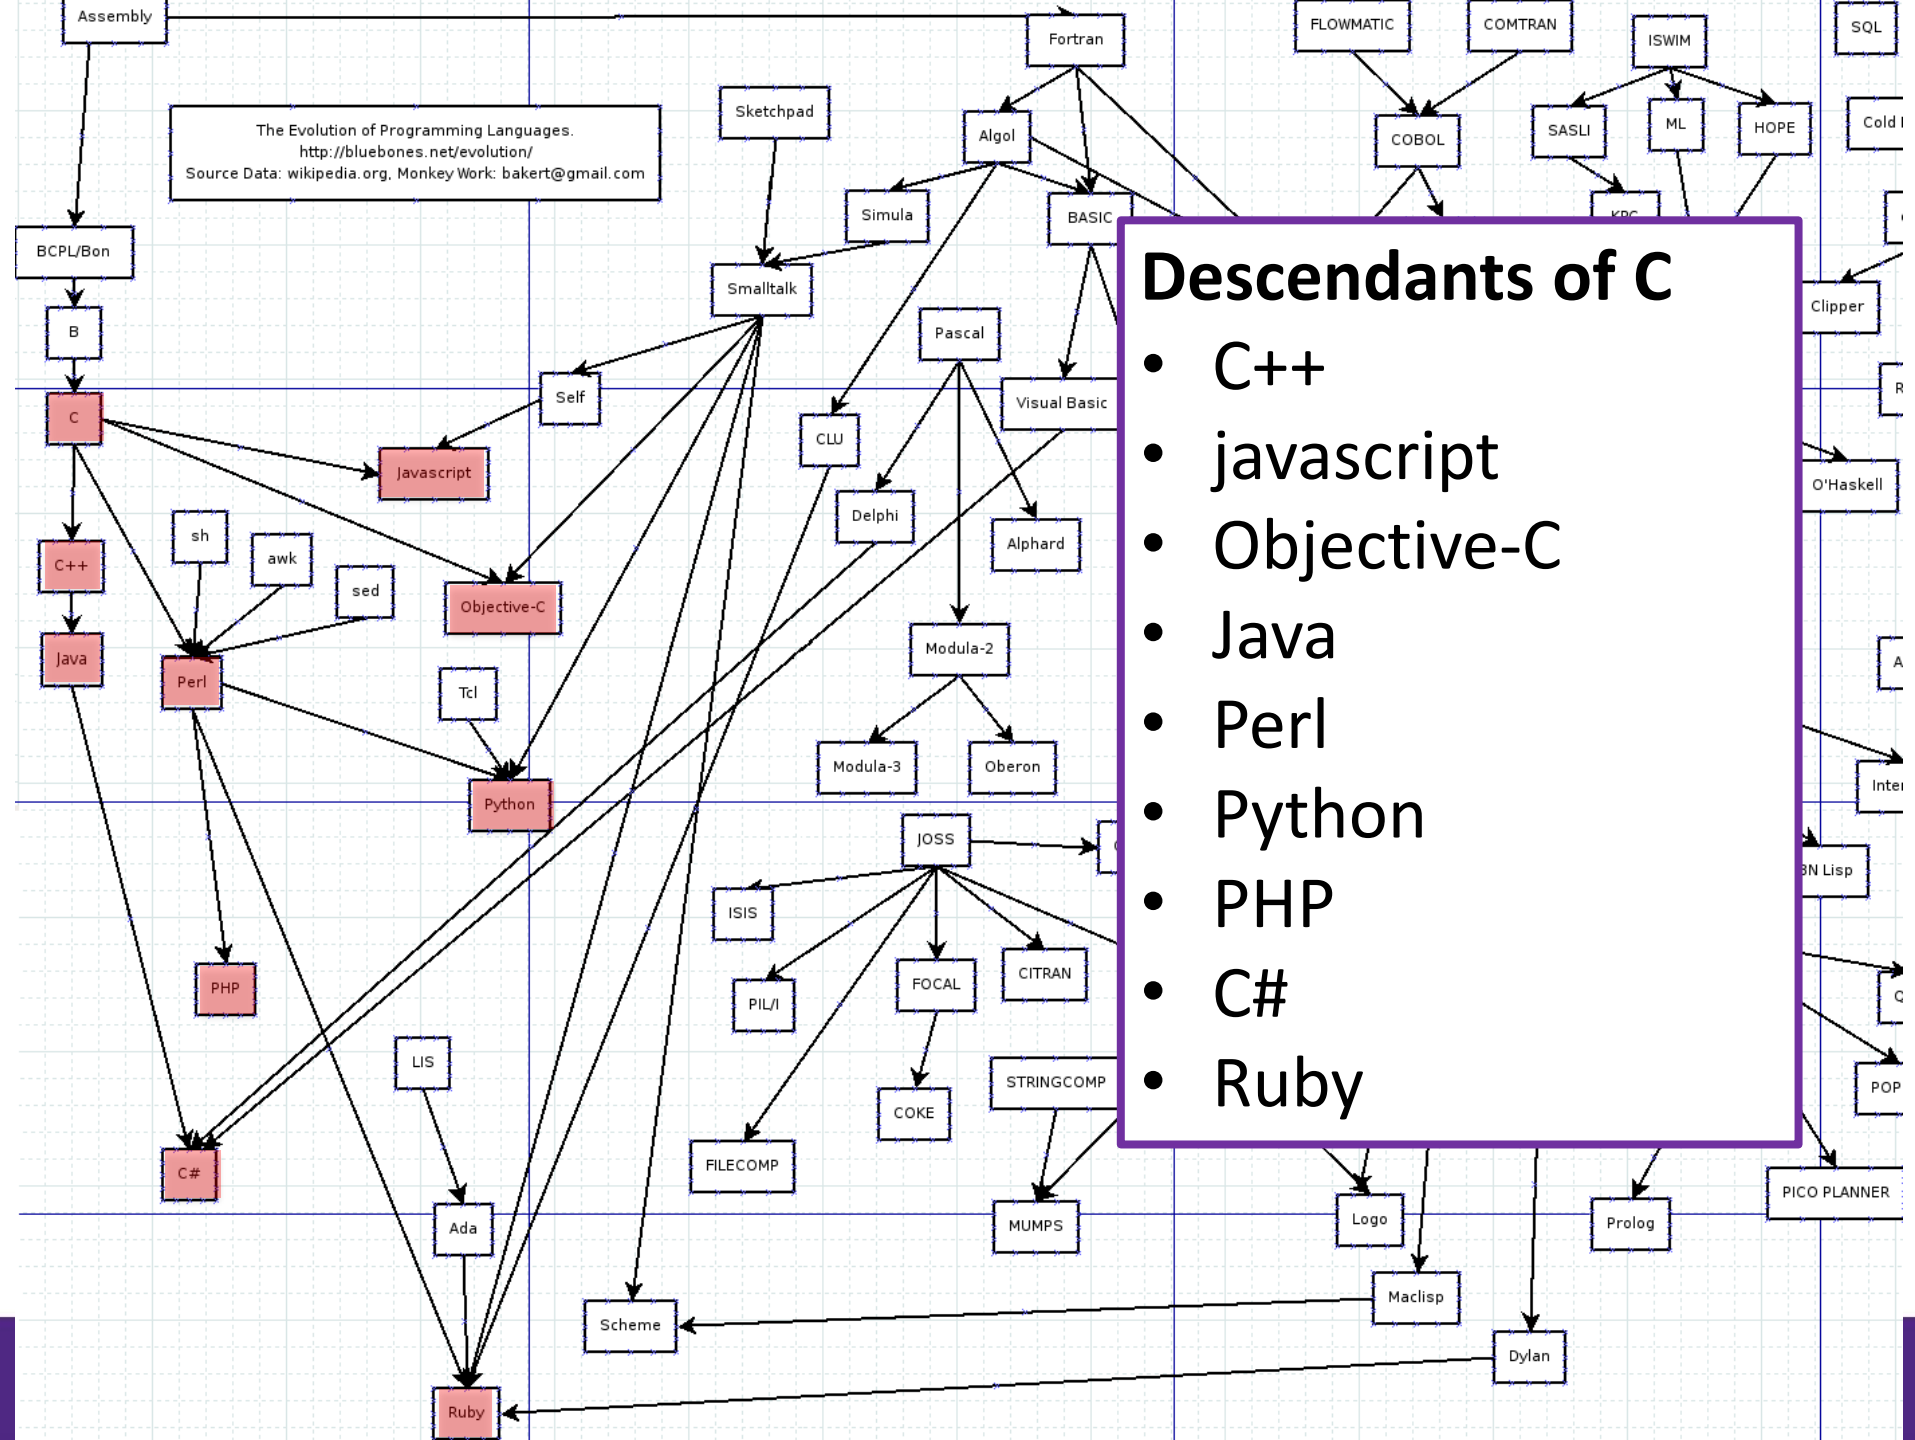 Assembly
Fortran
FLOWMATIC
COMTRAN
ISWIM
SQL
Sketchpad
The Evolution of Programming Languages.
http://bluebones.net/evolution/
Source Data: wikipedia.org, Monkey Work: bakert@gmail.com
Algol
COBOL
SASLI
ML
HOPE
Cold
Simula
BASIC
KRC
BCPL/Bon
Smalltalk
B
Pascal
Clipper
Self
Visual Basic
C
CLU
Javascript
O'Haskell
Delphi
Alphard
sh
awk
sed
C++
Objective-C
Java
Perl
Tcl
Modula-2
Modula-3
Oberon
Python
JOSS
BN Lisp
ISIS
PIL/I
FOCAL
CITRAN
PHP
LIS
STRINGCOMP
COKE
POP
FILECOMP
C#
Ada
MUMPS
Logo
Prolog
PICO PLANNER
Scheme
Maclisp
Dylan
Ruby
Descendants of C
• C++
• javascript
• Objective-C
• Java
• Perl
• Python
• PHP
• C#
• Ruby